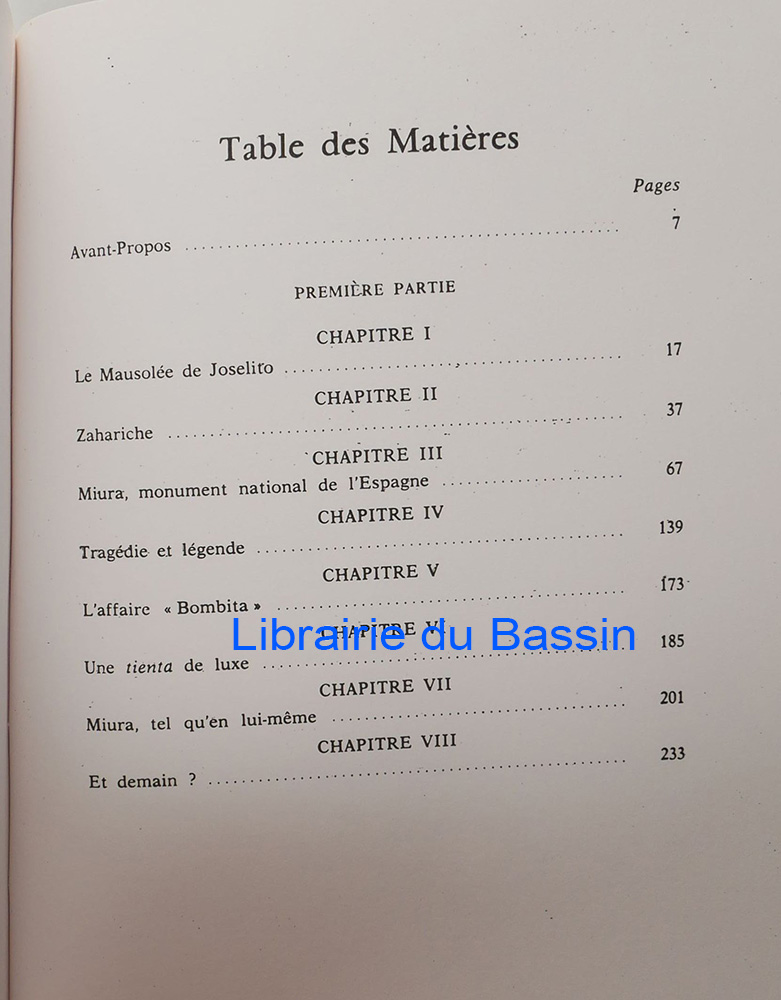 Table des Matières
Pages
Avant-Propos ........................................ 7
PREMIÈRE PARTIE
CHAPITRE I
Le Mausolée de Joselito ........................................ 17
CHAPITRE II
Zahariche ........................................ 37
CHAPITRE III
Miura, monument national de l'Espagne .................... 67
CHAPITRE IV
Tragédie et légende ........................................ 139
CHAPITRE V
L'affaire « Bombita » ........................................ 173
CHAPITRE
Librairie du Bassin
Une tienta de luxe ........................................ 185
CHAPITRE VII
Miura, tel qu'en lui-même .............................. 201
CHAPITRE VIII
Et demain ? ........................................ 233